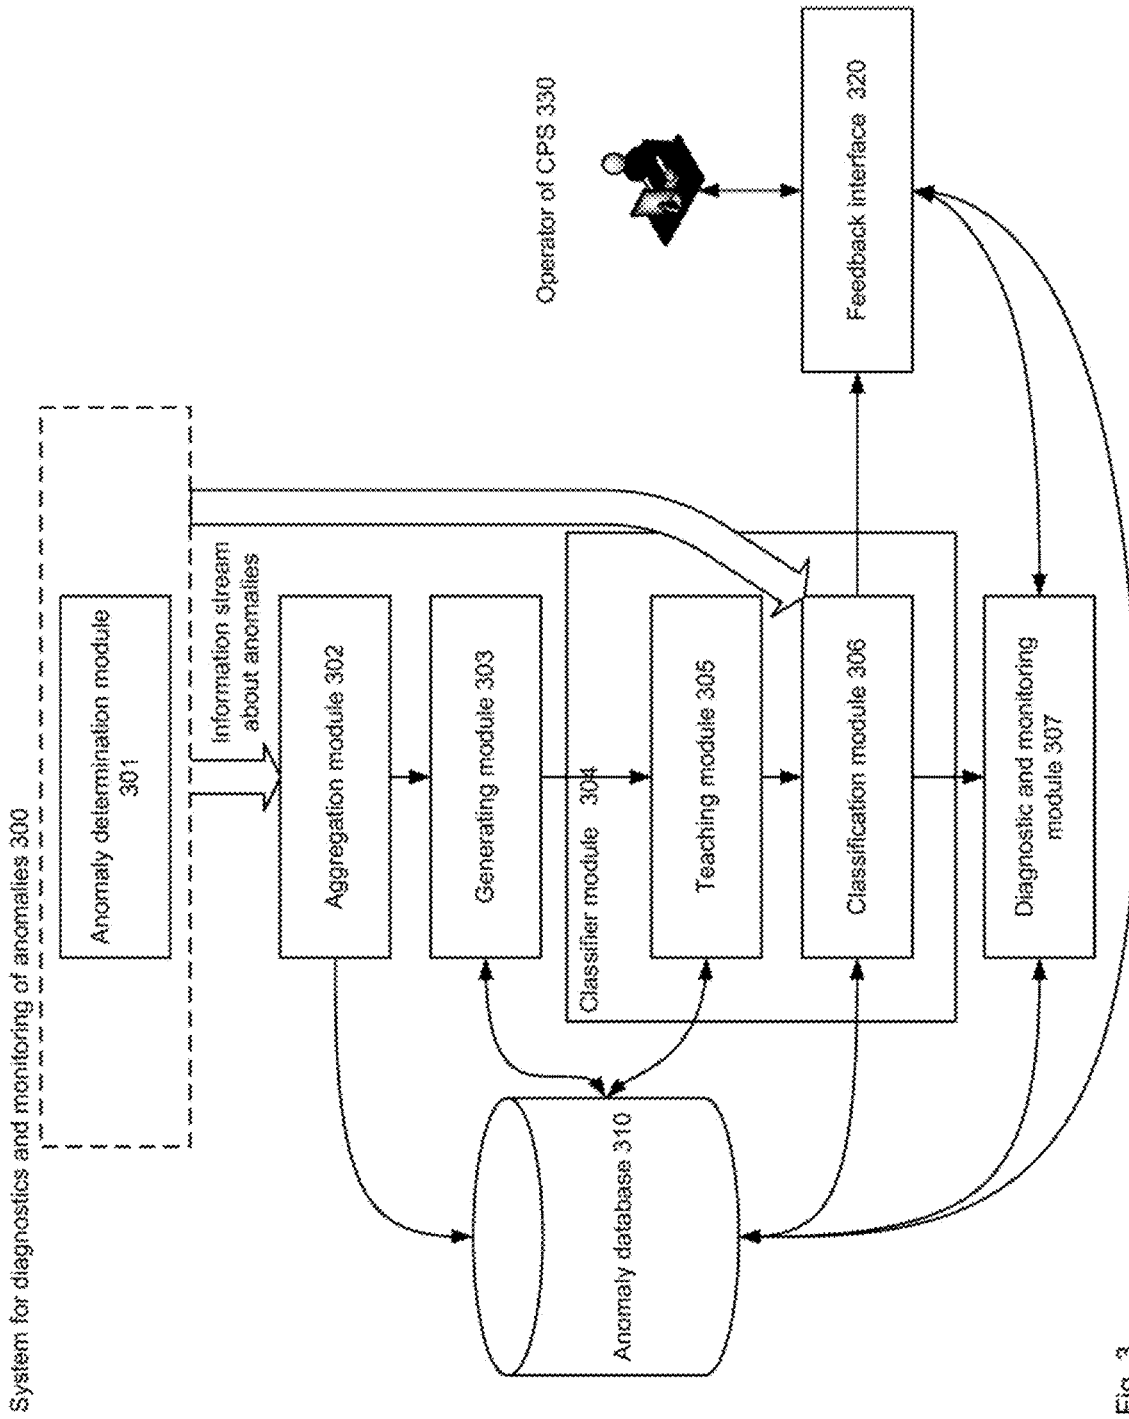 System for diagnostics and monitoring of anomalies 300
Anomaly determination module
301
Information stream
about anomalies
Aggregation module 302
Generating module 303
Classifier module 304
Teaching module 305
Classification module 306
Diagnostic and monitoring
module 307
Anomaly database 310
Operator of CPS 330
Feedback interface 320
Fig. 3